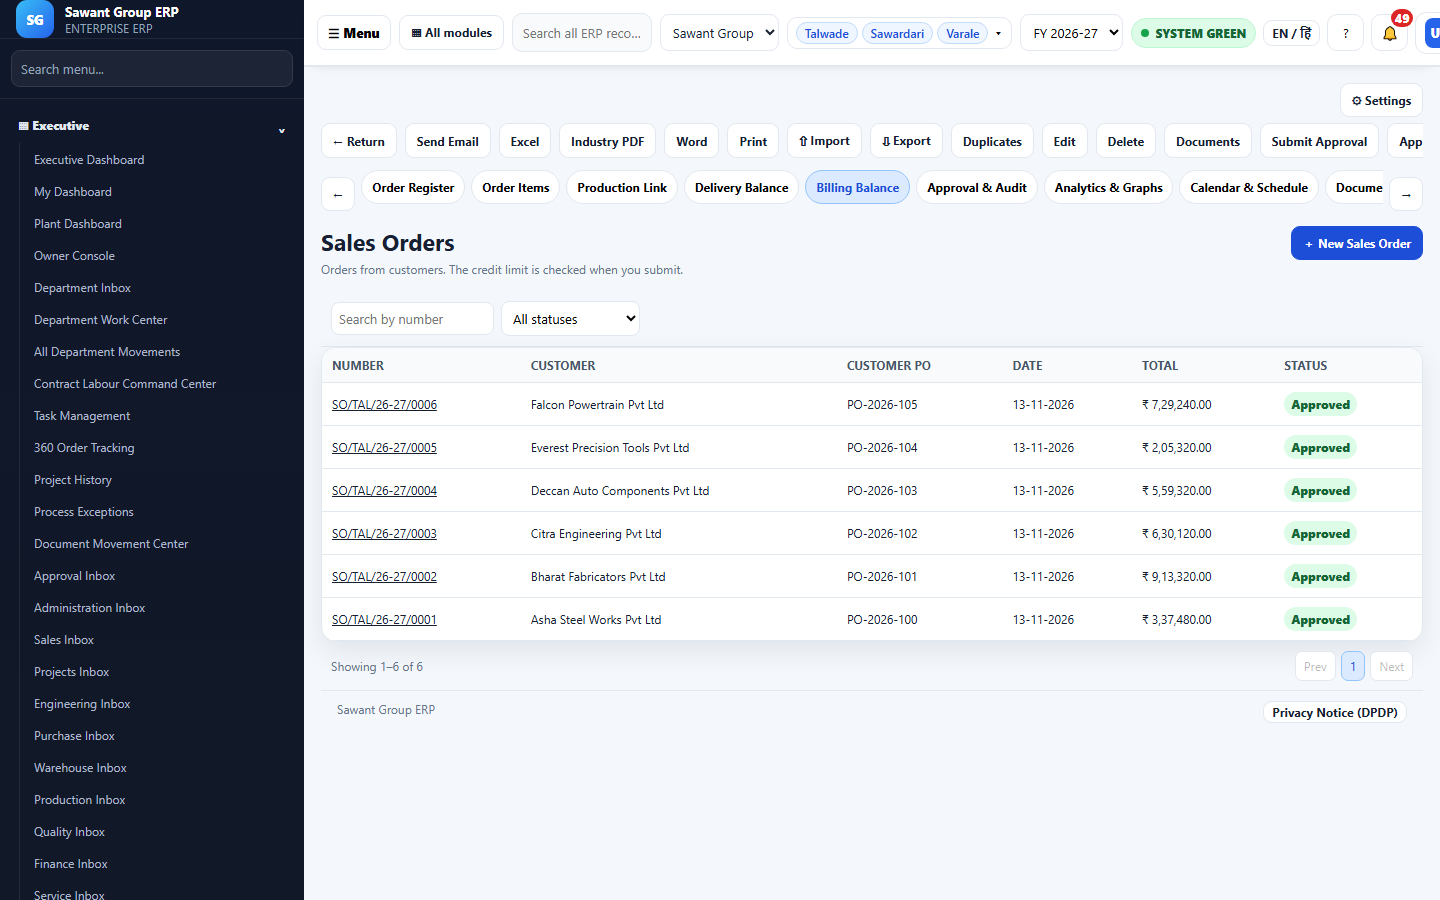 SG
Sawant Group ERP
ENTERPRISE ERP
Search menu...
Executive
Executive Dashboard
My Dashboard
Plant Dashboard
Owner Console
Department Inbox
Department Work Center
All Department Movements
Contract Labour Command Center
Task Management
360 Order Tracking
Project History
Process Exceptions
Document Movement Center
Approval Inbox
Administration Inbox
Sales Inbox
Projects Inbox
Engineering Inbox
Purchase Inbox
Warehouse Inbox
Production Inbox
Quality Inbox
Finance Inbox
Service Inbox
☰ Menu
All modules
Search all ERP reco...
Sawant Group
Talwade
Sawardari
Varale
FY 2026-27
SYSTEM GREEN
EN / हिं
?
49
U
⚙ Settings
← Return
Send Email
Excel
Industry PDF
Word
Print
⇧ Import
⇩ Export
Duplicates
Edit
Delete
Documents
Submit Approval
App
←
Order Register
Order Items
Production Link
Delivery Balance
Billing Balance
Approval & Audit
Analytics & Graphs
Calendar & Schedule
Docume
→
Sales Orders
+ New Sales Order
Orders from customers. The credit limit is checked when you submit.
Search by number
All statuses
NUMBER CUSTOMER CUSTOMER PO DATE TOTAL STATUS
SO/TAL/26-27/0006 Falcon Powertrain Pvt Ltd PO-2026-105 13-11-2026 ₹ 7,29,240.00 Approved
SO/TAL/26-27/0005 Everest Precision Tools Pvt Ltd PO-2026-104 13-11-2026 ₹ 2,05,320.00 Approved
SO/TAL/26-27/0004 Deccan Auto Components Pvt Ltd PO-2026-103 13-11-2026 ₹ 5,59,320.00 Approved
SO/TAL/26-27/0003 Citra Engineering Pvt Ltd PO-2026-102 13-11-2026 ₹ 6,30,120.00 Approved
SO/TAL/26-27/0002 Bharat Fabricators Pvt Ltd PO-2026-101 13-11-2026 ₹ 9,13,320.00 Approved
SO/TAL/26-27/0001 Asha Steel Works Pvt Ltd PO-2026-100 13-11-2026 ₹ 3,37,480.00 Approved
Showing 1–6 of 6
Prev 1 Next
Sawant Group ERP
Privacy Notice (DPDP)